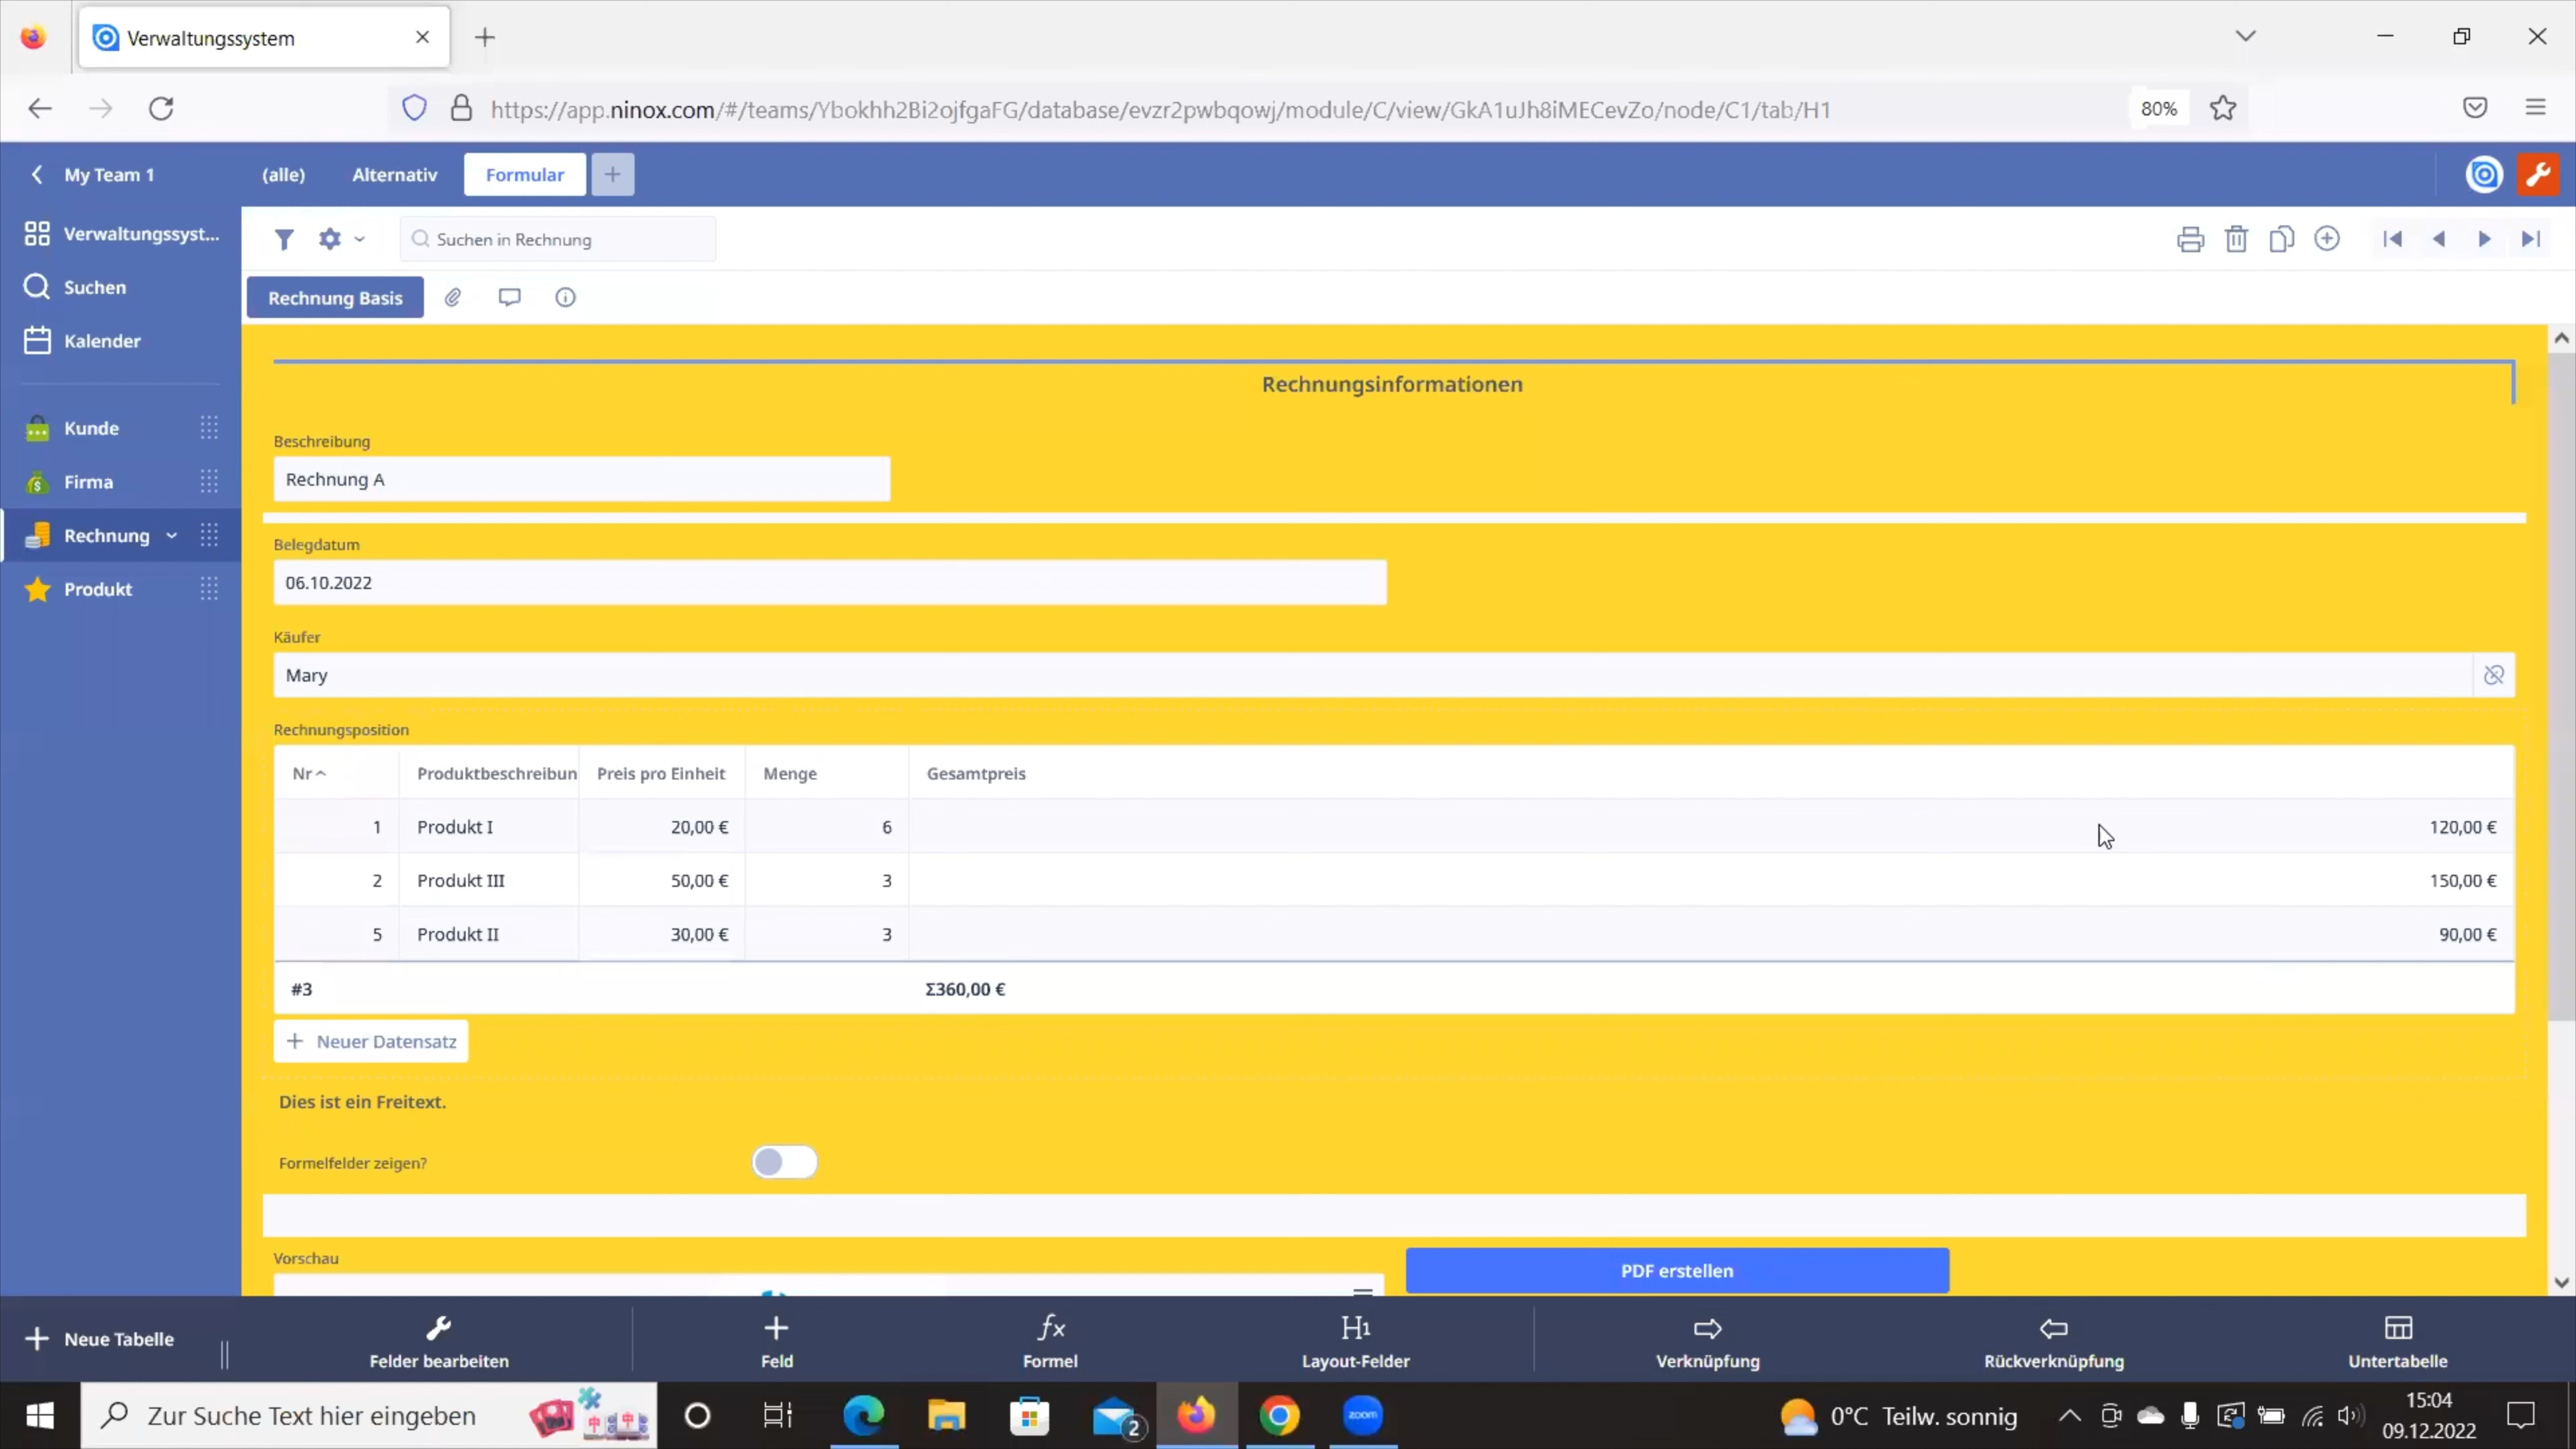 Verwaltungssystem
https://app.ninox.com/#/teams/Ybokhh2Bi2ojfgaFG/database/evzr2pwbqowj/module/C/view/GkA1uJh8iMECevZo/node/C1/tab/H1
80%
My Team 1
(alle)
Alternativ
Formular
Verwaltungssyst...
Suchen
Kalender
Kunde
Firma
Rechnung
Produkt
Suchen in Rechnung
Rechnung Basis
Rechnungsinformationen
Beschreibung
Rechnung A
Belegdatum
06.10.2022
Käufer
Mary
Rechnungsposition
Nr Produktbeschreibun Preis pro Einheit Menge Gesamtpreis
1 Produkt I 20,00 € 6 120,00 €
2 Produkt III 50,00 € 3 150,00 €
5 Produkt II 30,00 € 3 90,00 €
#3 Σ360,00 €
+ Neuer Datensatz
Dies ist ein Freitext.
Formelfelder zeigen?
Vorschau
PDF erstellen
Neue Tabelle
Felder bearbeiten
Feld
fx
Formel
H1
Layout-Felder
Verknüpfung
Rückverknüpfung
Untertabelle
Zur Suche Text hier eingeben
2
zoom
0°C Teilw. sonnig
15:04
09.12.2022